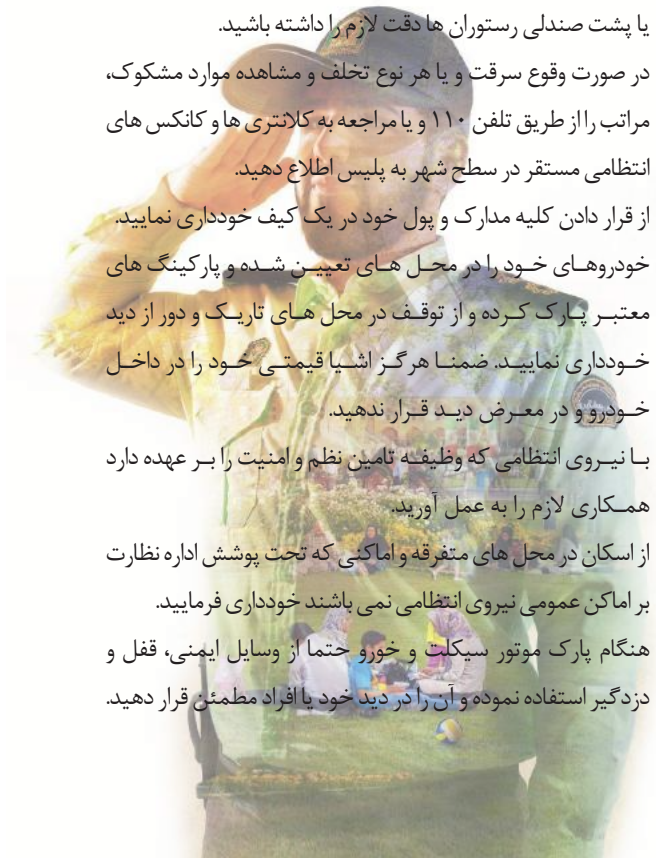 یا پشت صندلی رستوران ها دقت لازم را داشته باشید.
در صورت وقوع سرقت و یا هر نوع تخلف و مشاهده موارد مشکوک،
مراتب را از طریق تلفن ۱۱۰ و یا مراجعه به کلانتری ها و کانکس های
انتظامی مستقر در سطح شهر به پلیس اطلاع دهید.
از قرار دادن کلیه مدارک و پول خود در یک کیف خودداری نمایید.
خودروهای خود را در محل های تعیین شده و پارکینگ های
معتبر پارک کرده و از توقف در محل های تاریک و دور از دید
خودداری نمایید. ضمنا هرگز اشیا قیمتی خود را در داخل
خودرو و در معرض دید قرار ندهید.
با نیروی انتظامی که وظیفه تامین نظم و امنیت را بر عهده دارد
همکاری لازم را به عمل آورید.
از اسکان در محل های متفرقه و اماکنی که تحت پوشش اداره نظارت
بر اماکن عمومی نیروی انتظامی نمی باشند خودداری فرمایید.
هنگام پارک موتور سیکلت و خورو حتما از وسایل ایمنی، قفل و
دزدگیر استفاده نموده و آن را در دید خود یا افراد مطمئن قرار دهید.